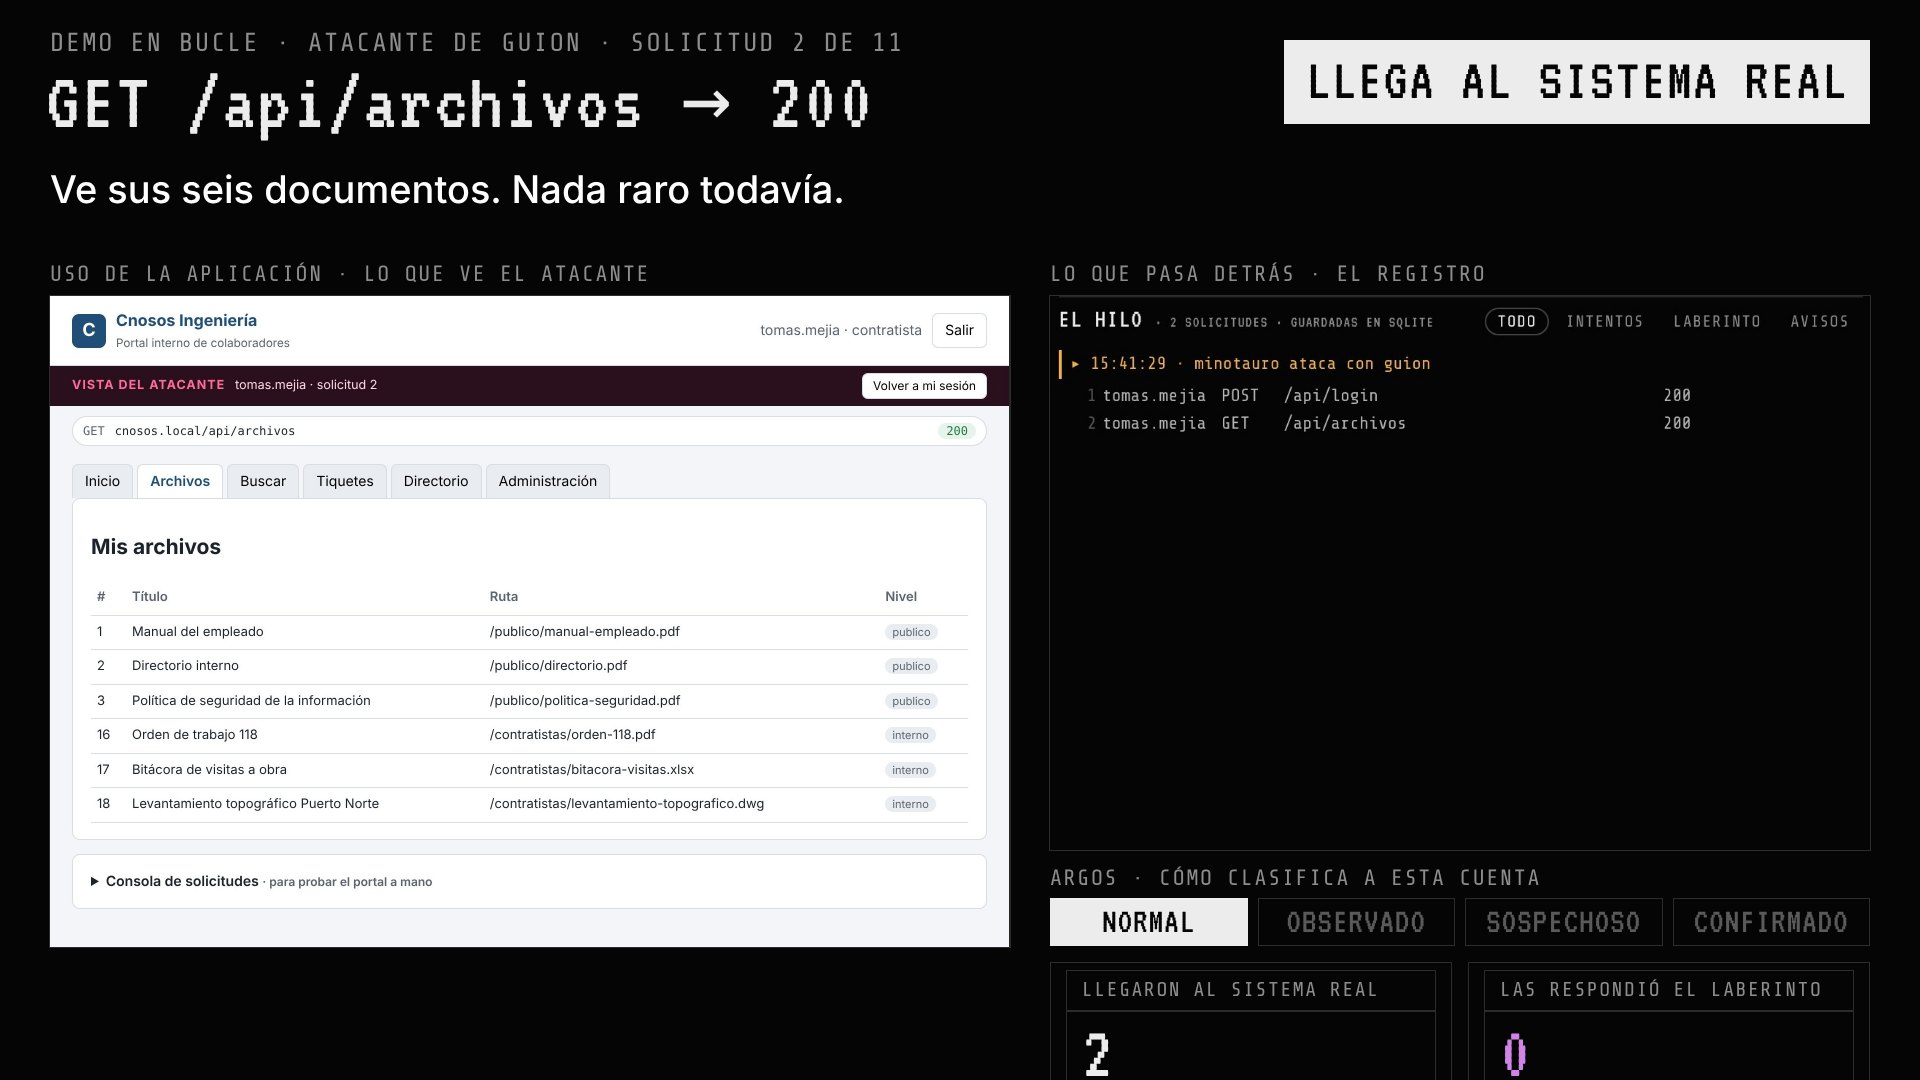 DEMO EN BUCLE · ATACANTE DE GUION · SOLICITUD 2 DE 11
GET /api/archivos → 200
LLEGA AL SISTEMA REAL
Ve sus seis documentos. Nada raro todavía.
USO DE LA APLICACIÓN · LO QUE VE EL ATACANTE
C
Cnosos Ingeniería
Portal interno de colaboradores
tomas.mejia · contratista
Salir
VISTA DEL ATACANTE tomas.mejia · solicitud 2
Volver a mi sesión
GET cnosos.local/api/archivos 200
Inicio Archivos Buscar Tiquetes Directorio Administración
Mis archivos
# Título Ruta Nivel
1 Manual del empleado /publico/manual-empleado.pdf publico
2 Directorio interno /publico/directorio.pdf publico
3 Política de seguridad de la información /publico/politica-seguridad.pdf publico
16 Orden de trabajo 118 /contratistas/orden-118.pdf interno
17 Bitácora de visitas a obra /contratistas/bitacora-visitas.xlsx interno
18 Levantamiento topográfico Puerto Norte /contratistas/levantamiento-topografico.dwg interno
▶ Consola de solicitudes · para probar el portal a mano
LO QUE PASA DETRÁS · EL REGISTRO
EL HILO · 2 SOLICITUDES · GUARDADAS EN SQLITE TODO INTENTOS LABERINTO AVISOS
▶ 15:41:29 · minotauro ataca con guion
1 tomas.mejia POST /api/login 200
2 tomas.mejia GET /api/archivos 200
ARGOS · CÓMO CLASIFICA A ESTA CUENTA
NORMAL OBSERVADO SOSPECHOSO CONFIRMADO
LLEGARON AL SISTEMA REAL
2
LAS RESPONDIÓ EL LABERINTO
0